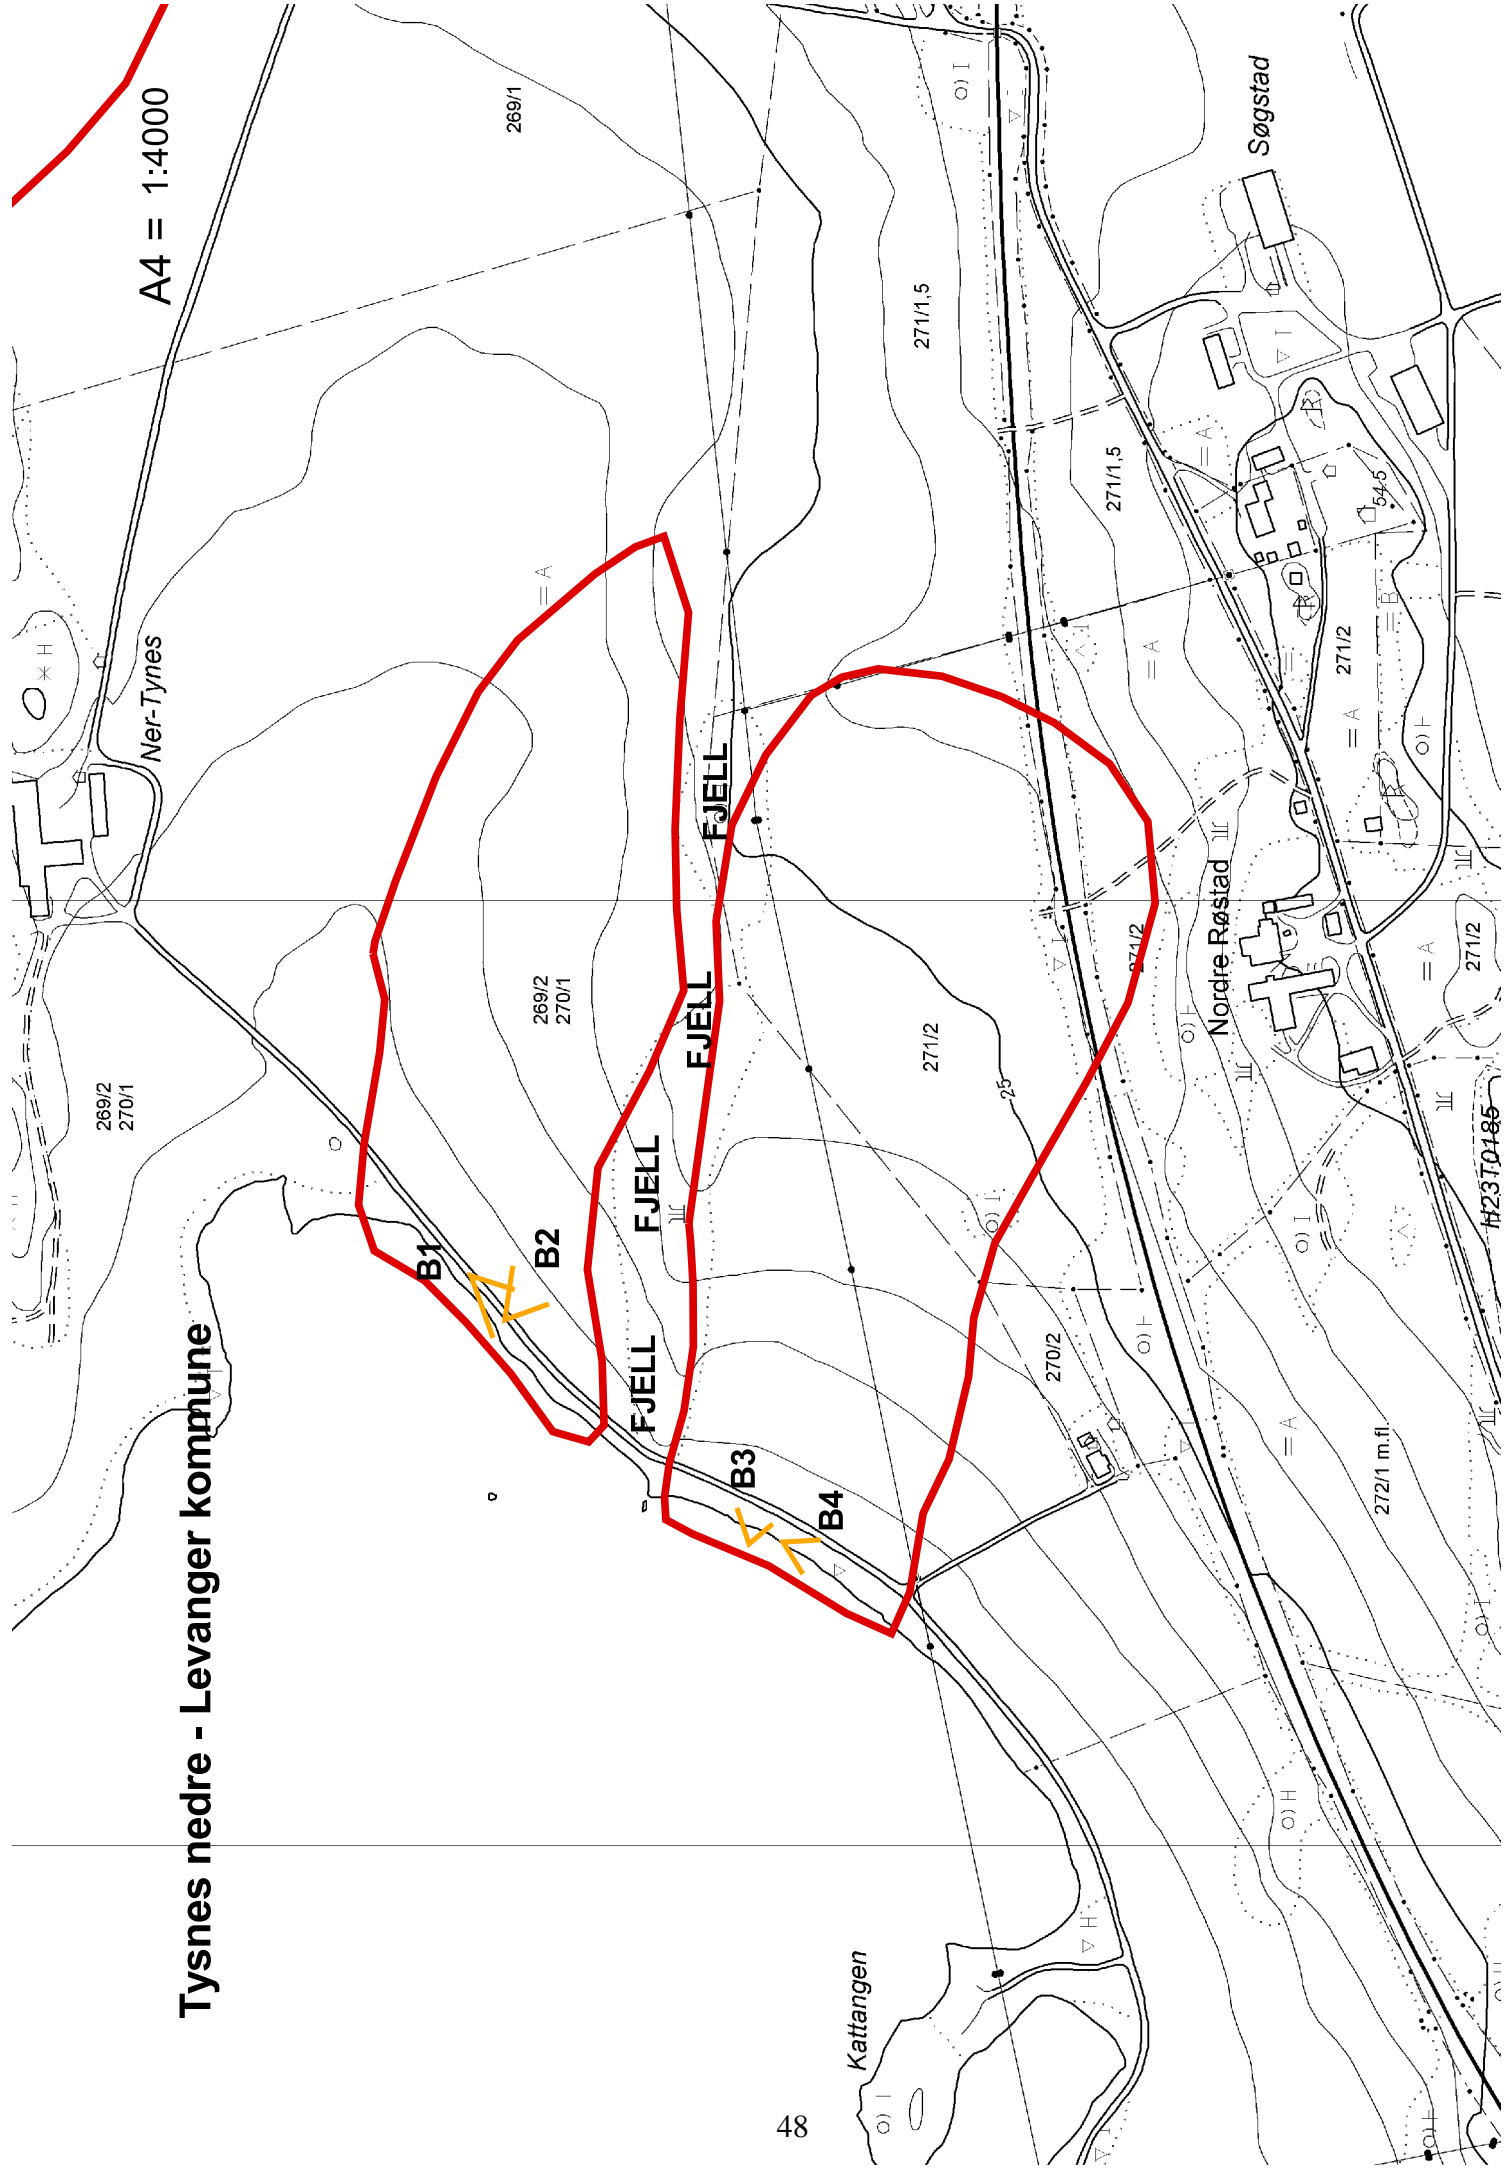 Tysnes nedre - Levanger kommune
A4 = 1:4000
269/1
Ner-Tynes
Søgstad
271/1,5
271/1,5
= A
= A
54,5
= B
271/2
= A
= A
FJELL
FJELL
FJELL
FJELL
269/2
270/1
269/2
270/1
B1
B2
B3
B4
271/2
271/2
25
Nordre Røstad
271/2
= A
H23T0185
270/2
= A
272/1 m.fl
Kattangen
48